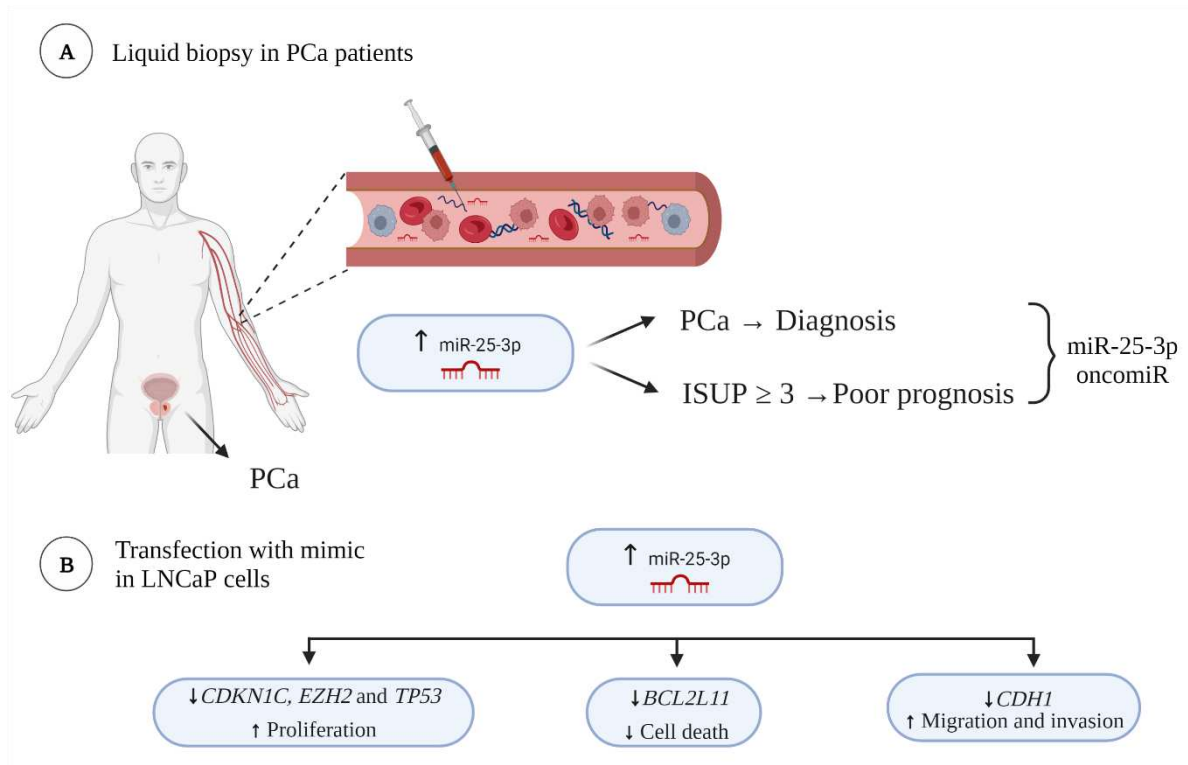 A
Liquid biopsy in PCa patients
↑ miR-25-3p
PCa → Diagnosis
ISUP ≥ 3 →Poor prognosis
miR-25-3p
oncomiR
PCa
B
Transfection with mimic
in LNCaP cells
↑ miR-25-3p
↓CDKN1C, EZH2 and TP53
↑ Proliferation
↓BCL2L11
↓ Cell death
↓CDH1
↑ Migration and invasion